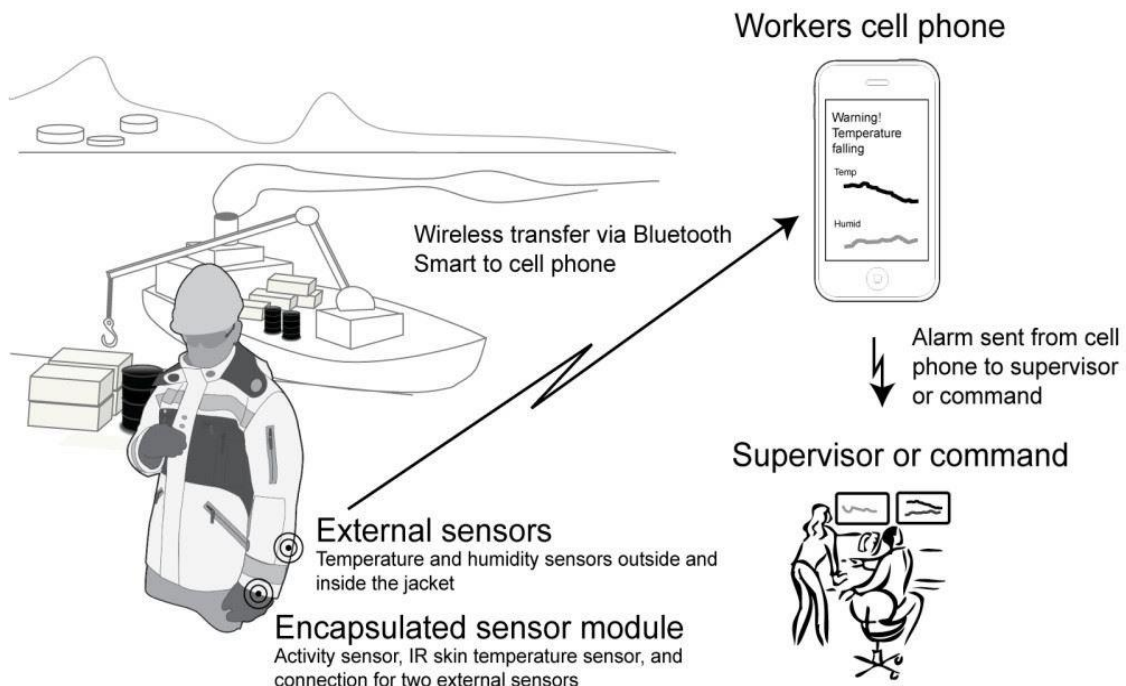 Workers cell phone
Warning!
Temperature
falling
Temp
Humid
Wireless transfer via Bluetooth
Smart to cell phone
Alarm sent from cell
phone to supervisor
or command
Supervisor or command
External sensors
Temperature and humidity sensors outside and
inside the jacket
Encapsulated sensor module
Activity sensor, IR skin temperature sensor, and
connection for two external sensors